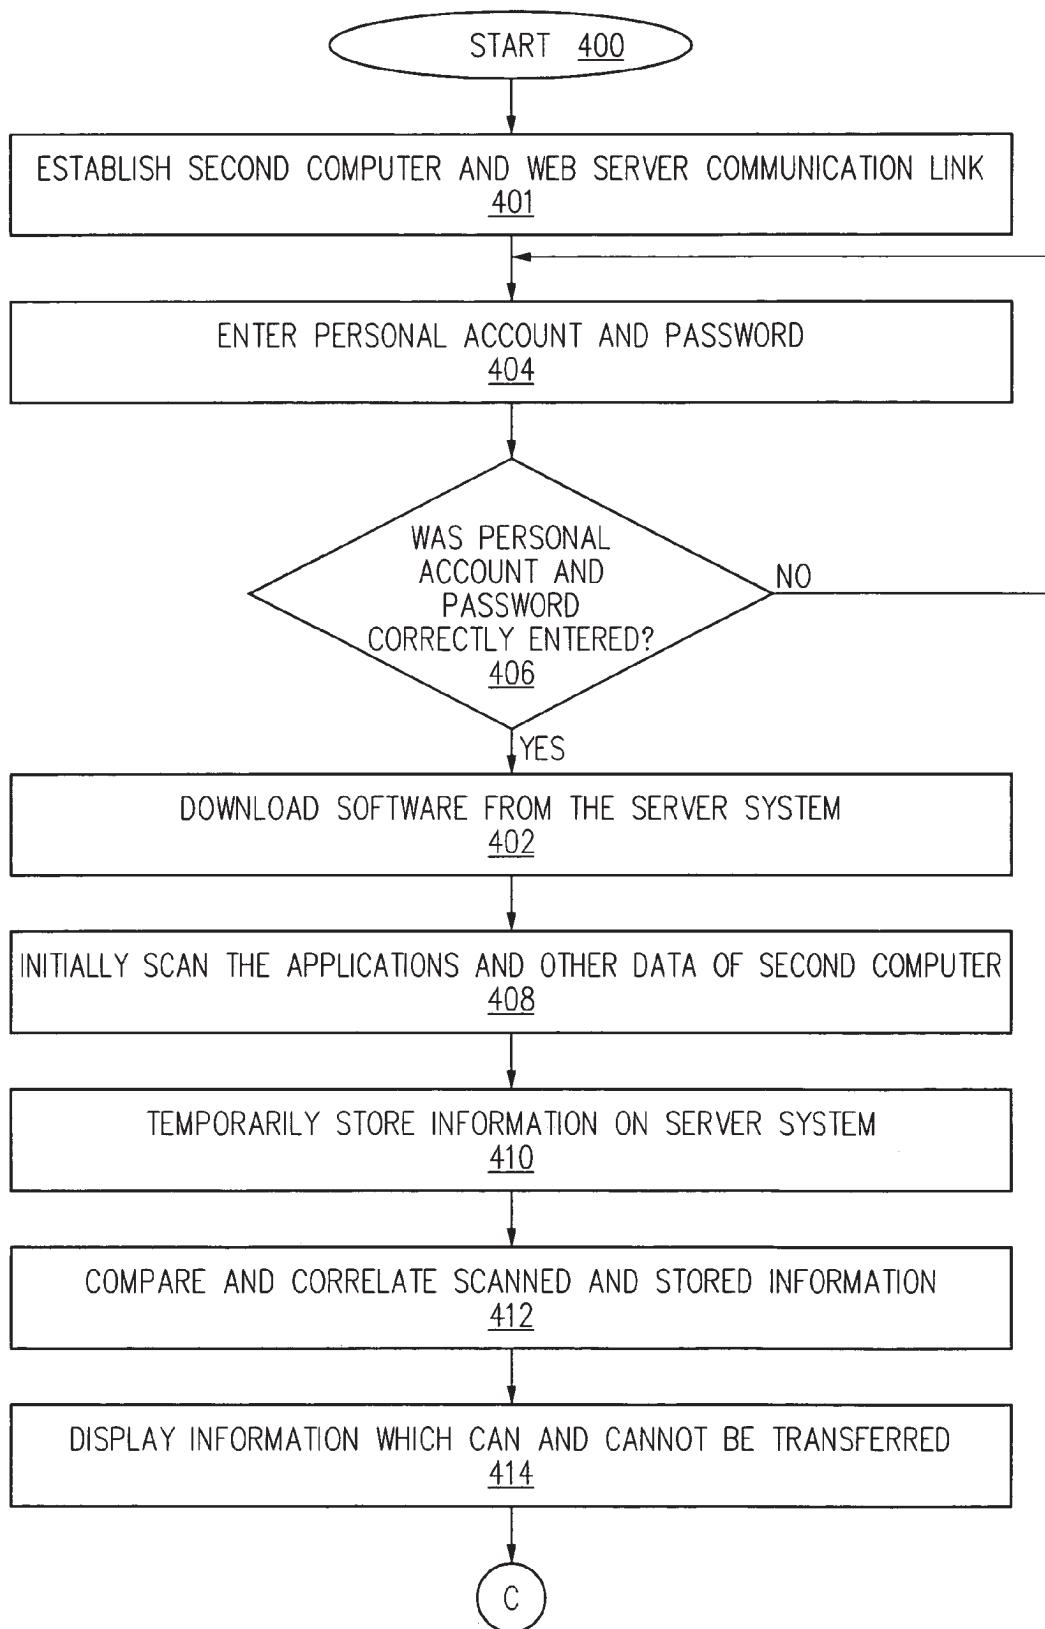 START 400
ESTABLISH SECOND COMPUTER AND WEB SERVER COMMUNICATION LINK
401
ENTER PERSONAL ACCOUNT AND PASSWORD
404
WAS PERSONAL
ACCOUNT AND
PASSWORD
CORRECTLY ENTERED?
406
NO
YES
DOWNLOAD SOFTWARE FROM THE SERVER SYSTEM
402
INITIALLY SCAN THE APPLICATIONS AND OTHER DATA OF SECOND COMPUTER
408
TEMPORARILY STORE INFORMATION ON SERVER SYSTEM
410
COMPARE AND CORRELATE SCANNED AND STORED INFORMATION
412
DISPLAY INFORMATION WHICH CAN AND CANNOT BE TRANSFERRED
414
C